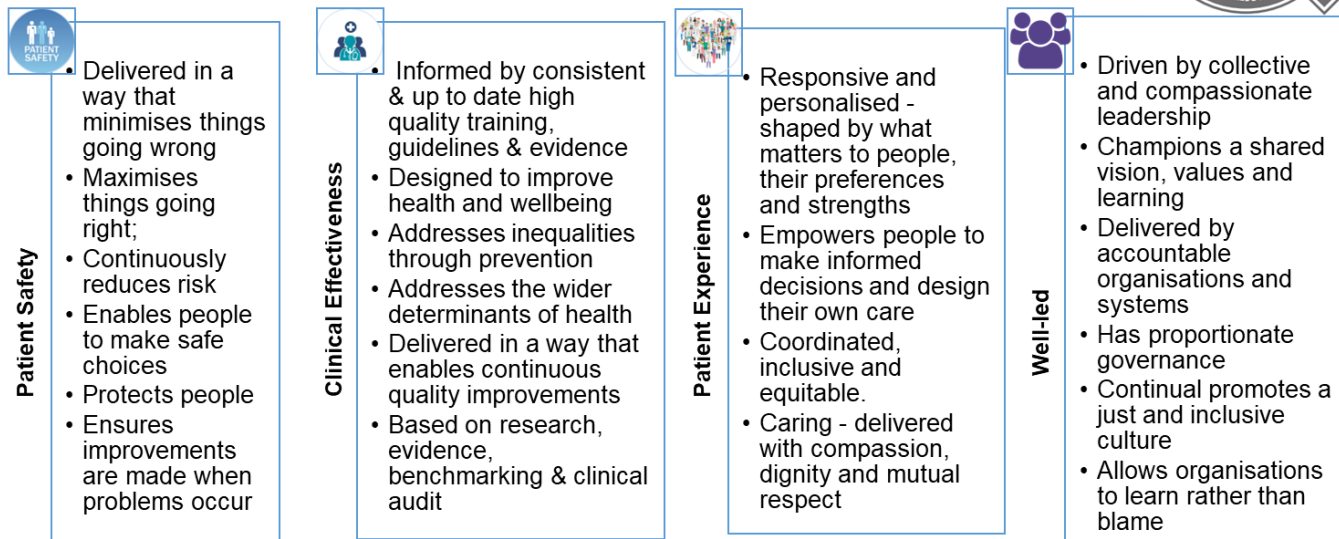 PATIENT
SAFETY
Patient Safety
• Delivered in a
way that
minimises things
going wrong
• Maximises
things going
right;
• Continuously
reduces risk
• Enables people
to make safe
choices
• Protects people
• Ensures
improvements
are made when
problems occur
Clinical Effectiveness
• Informed by consistent
& up to date high
quality training,
guidelines & evidence
• Designed to improve
health and wellbeing
• Addresses inequalities
through prevention
• Addresses the wider
determinants of health
• Delivered in a way that
enables continuous
quality improvements
• Based on research,
evidence,
benchmarking & clinical
audit
Patient Experience
• Responsive and
personalised -
shaped by what
matters to people,
their preferences
and strengths
• Empowers people to
make informed
decisions and design
their own care
• Coordinated,
inclusive and
equitable.
• Caring - delivered
with compassion,
dignity and mutual
respect
Well-led
• Driven by collective
and compassionate
leadership
• Champions a shared
vision, values and
learning
• Delivered by
accountable
organisations and
systems
• Has proportionate
governance
• Continual promotes a
just and inclusive
culture
• Allows organisations
to learn rather than
blame